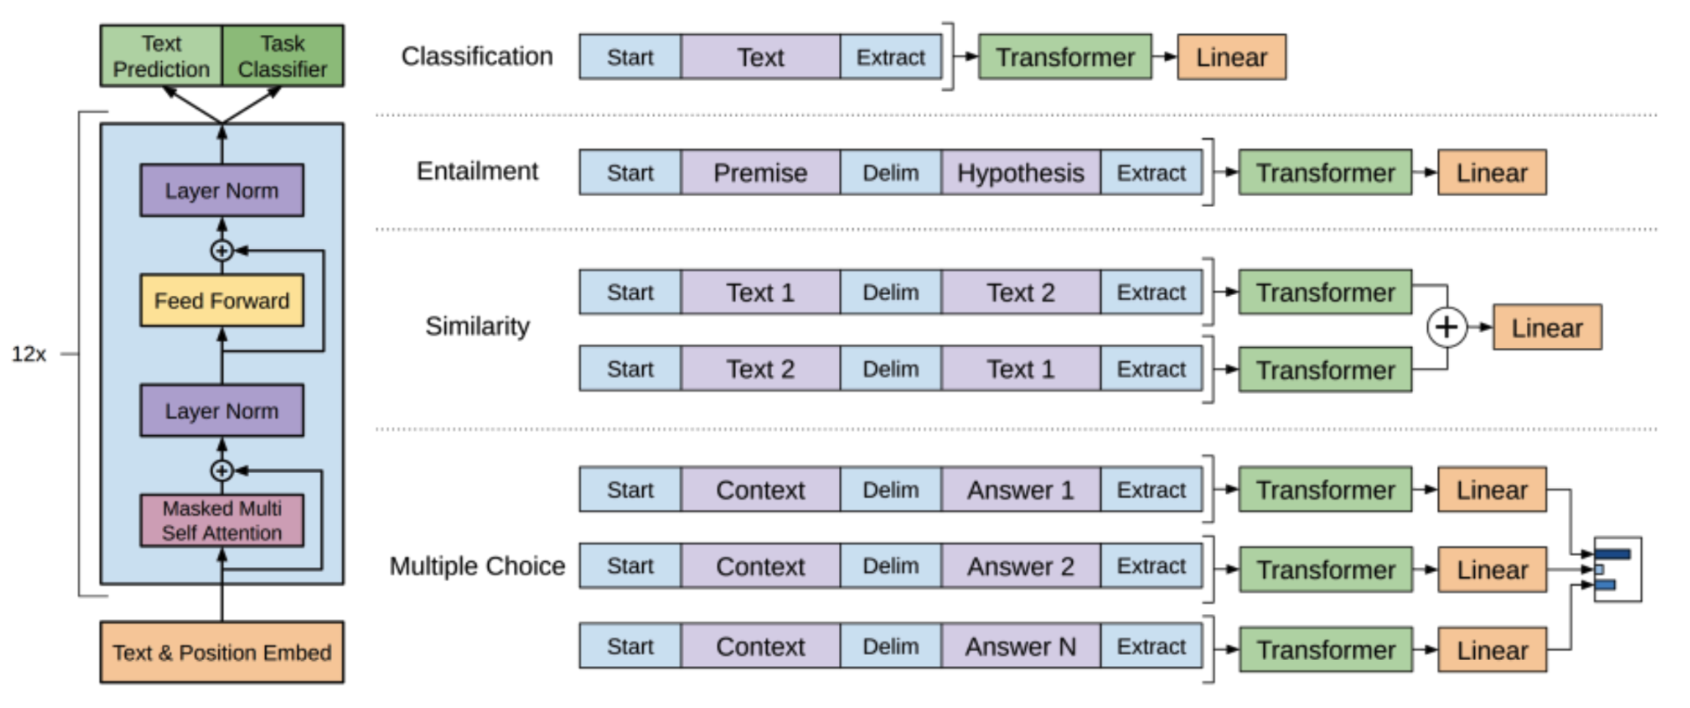 Text
Prediction
Task
Classifier
12x
Layer Norm
Feed Forward
Layer Norm
Masked Multi
Self Attention
Text & Position Embed
Classification
Start Text Extract Transformer Linear
Entailment
Start Premise Delim Hypothesis Extract Transformer Linear
Similarity
Start Text 1 Delim Text 2 Extract Transformer
+ Linear
Start Text 2 Delim Text 1 Extract Transformer
Multiple Choice
Start Context Delim Answer 1 Extract Transformer Linear
Start Context Delim Answer 2 Extract Transformer Linear
Start Context Delim Answer N Extract Transformer Linear